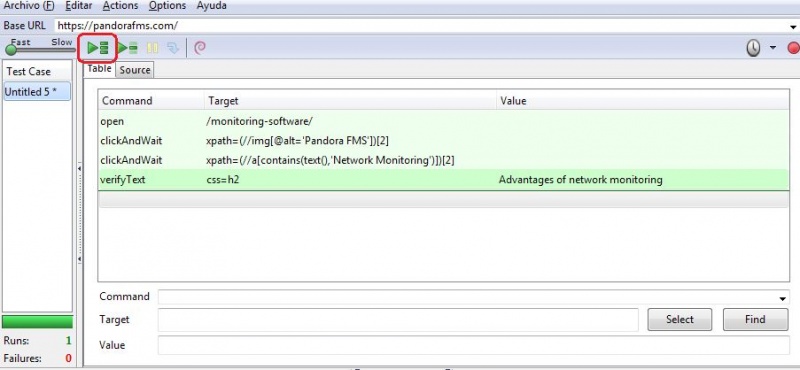 Archivo (F) Editar Actions Options Ayuda
Base URL https://pandorafms.com/
Fast Slow
Test Case
Untitled 5 *
Table Source
Command Target Value
open /monitoring-software/
clickAndWait xpath=(//img[@alt='Pandora FMS'])[2]
clickAndWait xpath=(//a[contains(text(),'Network Monitoring')])[2]
verifyText css=h2 Advantages of network monitoring
Command
Target Select Find
Value
Runs: 1
Failures: 0